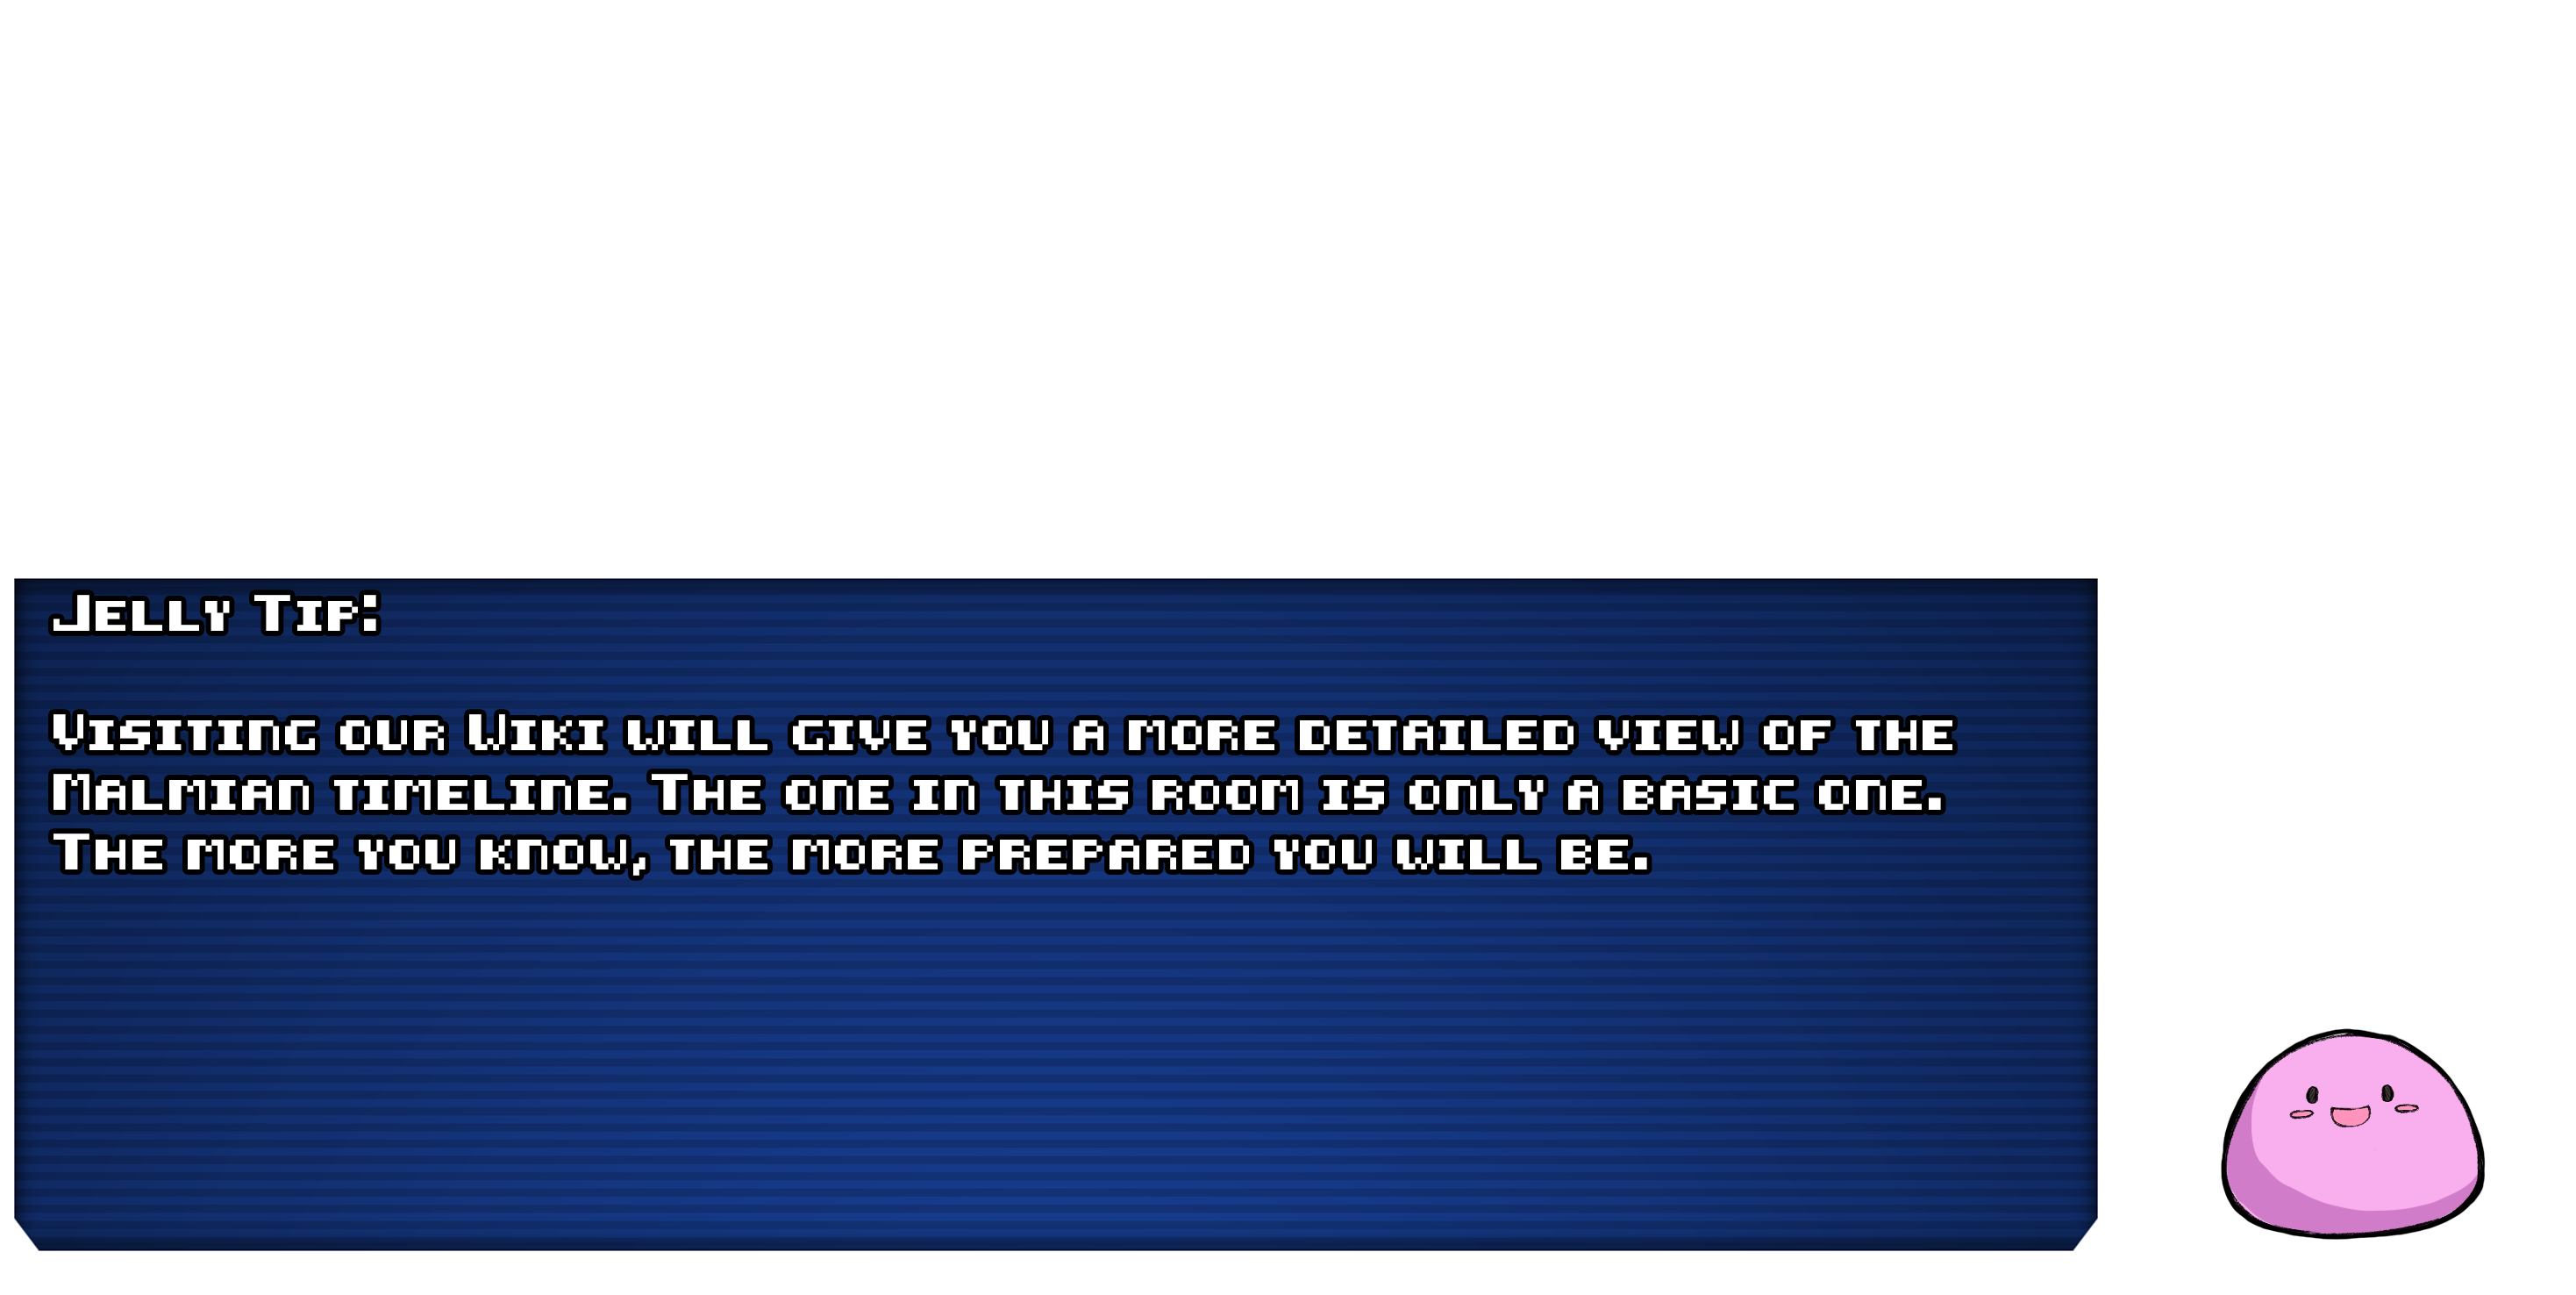 Jelly Tip:
Visiting our Wiki will give you a more detailed view of the
Malmian timeline. The one in this room is only a basic one.
The more you know, the more prepared you will be.